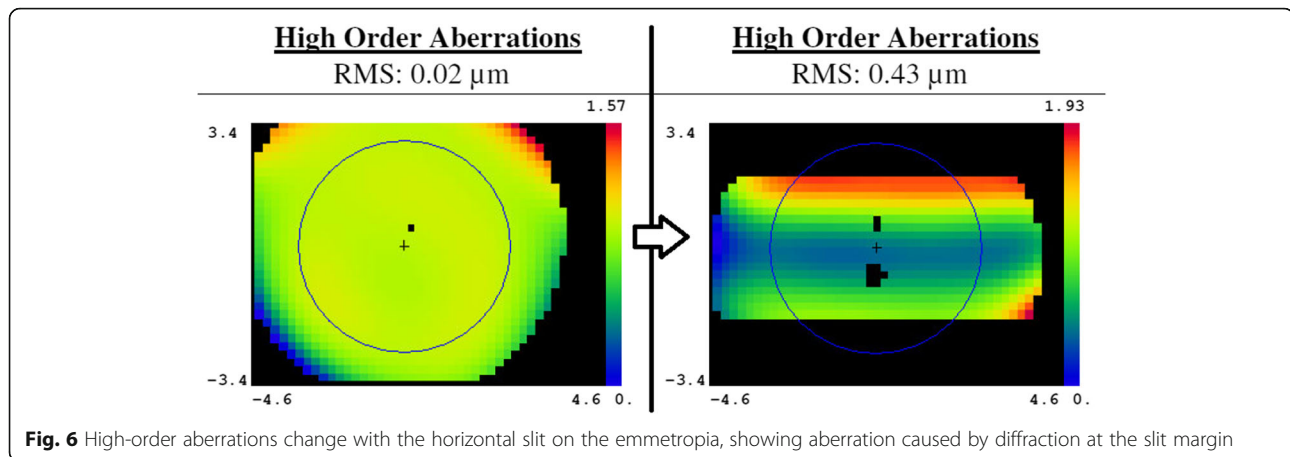 High Order Aberrations
RMS: 0.02 µm
1.57
3.4
−3.4
−4.6
4.6 0.
High Order Aberrations
RMS: 0.43 µm
1.93
3.4
−3.4
−4.6
4.6 0.
Fig. 6 High-order aberrations change with the horizontal slit on the emmetropia, showing aberration caused by diffraction at the slit margin